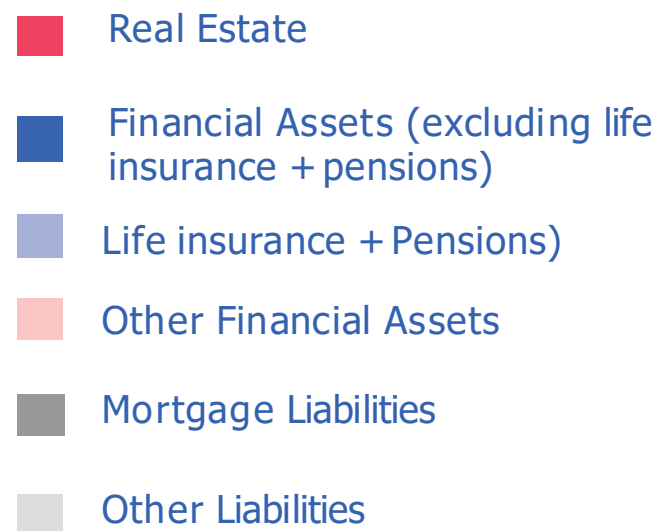 Real Estate
Financial Assets (excluding life
insurance + pensions)
Life insurance + Pensions)
Other Financial Assets
Mortgage Liabilities
Other Liabilities